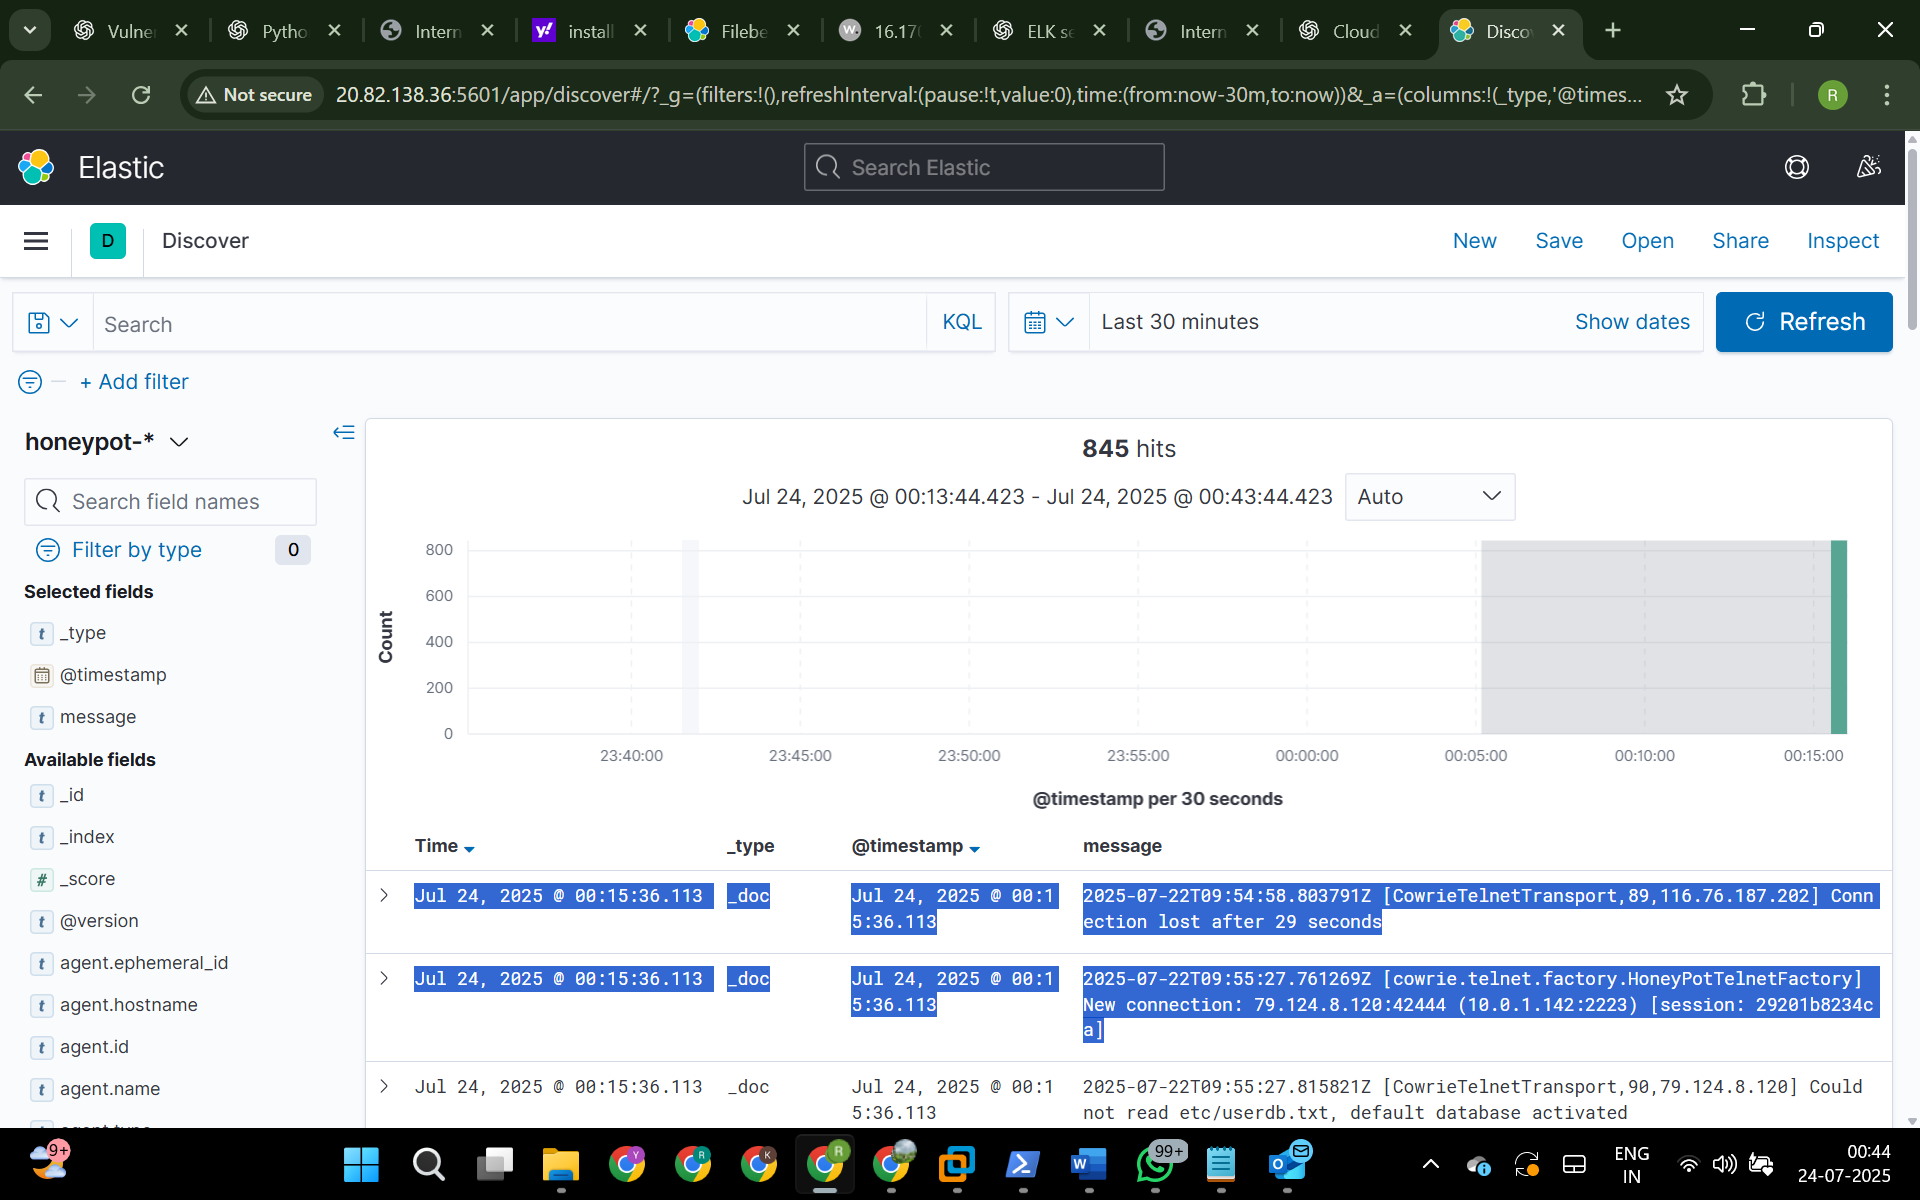 Vulne
Pytho
Intern
install
Filebe
16.170
ELK se
Intern
Cloud
Disco
Not secure
20.82.138.36:5601/app/discover#/?_g=(filters:!(),refreshInterval:(pause:!t,value:0),time:(from:now-30m,to:now))&_a=(columns:!(_type,'@times...
R
Elastic
Search Elastic
D
Discover
New
Save
Open
Share
Inspect
Search
KQL
Last 30 minutes
Show dates
Refresh
+ Add filter
honeypot-*
Search field names
Filter by type
0
Selected fields
t _type
@timestamp
t message
Available fields
t _id
t _index
# _score
t @version
t agent.ephemeral_id
t agent.hostname
t agent.id
t agent.name
845 hits
Jul 24, 2025 @ 00:13:44.423 - Jul 24, 2025 @ 00:43:44.423
Auto
Count
800
600
400
200
0
23:40:00
23:45:00
23:50:00
23:55:00
00:00:00
00:05:00
00:10:00
00:15:00
@timestamp per 30 seconds
Time
_type
@timestamp
message
Jul 24, 2025 @ 00:15:36.113
_doc
Jul 24, 2025 @ 00:1
5:36.113
2025-07-22T09:54:58.803791Z [CowrieTelnetTransport,89,116.76.187.202] Conn
ection lost after 29 seconds
Jul 24, 2025 @ 00:15:36.113
_doc
Jul 24, 2025 @ 00:1
5:36.113
2025-07-22T09:55:27.761269Z [cowrie.telnet.factory.HoneyPotTelnetFactory]
New connection: 79.124.8.120:42444 (10.0.1.142:2223) [session: 29201b8234c
a]
Jul 24, 2025 @ 00:15:36.113
_doc
Jul 24, 2025 @ 00:1
5:36.113
2025-07-22T09:55:27.815821Z [CowrieTelnetTransport,90,79.124.8.120] Could
not read etc/userdb.txt, default database activated
9+
Y
R
K
R
W
99+
O
ENG
IN
00:44
24-07-2025